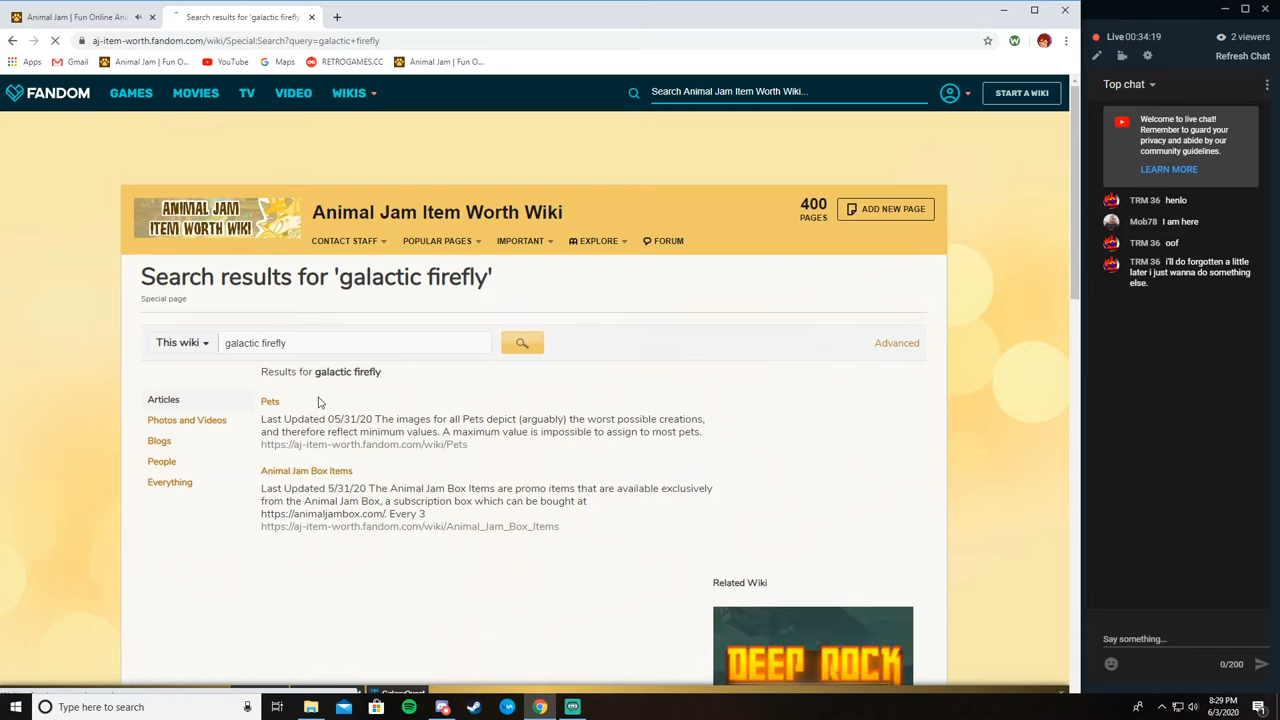 Animal Jam | Fun Online Ani
Search results for 'galactic firefly'
aj-item-worth.fandom.com/wiki/Special:Search?query=galactic+firefly
Apps
Gmail
Animal Jam | Fun O...
YouTube
Maps
RETROGAMES.CC
Animal Jam | Fun O...
FANDOM
GAMES
MOVIES
TV
VIDEO
WIKIS
Search Animal Jam Item Worth Wiki...
START A WIKI
ANIMAL JAM
ITEM WORTH WIKI
Animal Jam Item Worth Wiki
400
PAGES
ADD NEW PAGE
CONTACT STAFF
POPULAR PAGES
IMPORTANT
EXPLORE
FORUM
Search results for 'galactic firefly'
Special page
This wiki
galactic firefly
Advanced
Results for galactic firefly
Articles
Photos and Videos
Blogs
People
Everything
Pets
Last Updated 05/31/20 The images for all Pets depict (arguably) the worst possible creations,
and therefore reflect minimum values. A maximum value is impossible to assign to most pets.
https://aj-item-worth.fandom.com/wiki/Pets
Animal Jam Box Items
Last Updated 5/31/20 The Animal Jam Box Items are promo items that are available exclusively
from the Animal Jam Box, a subscription box which can be bought at
https://animaljambox.com/. Every 3
https://aj-item-worth.fandom.com/wiki/Animal_Jam_Box_Items
Related Wiki
DEEP ROCK
Live 00:34:19
2 viewers
Refresh Chat
Top chat
Welcome to live chat!
Remember to guard your
privacy and abide by our
community guidelines.
LEARN MORE
TRM 36 henlo
Mob78 I am here
TRM 36 oof
TRM 36 i'll do forgotten a little
later i just wanna do something
else.
Say something...
0/200
Type here to search
8:29 PM
6/3/2020